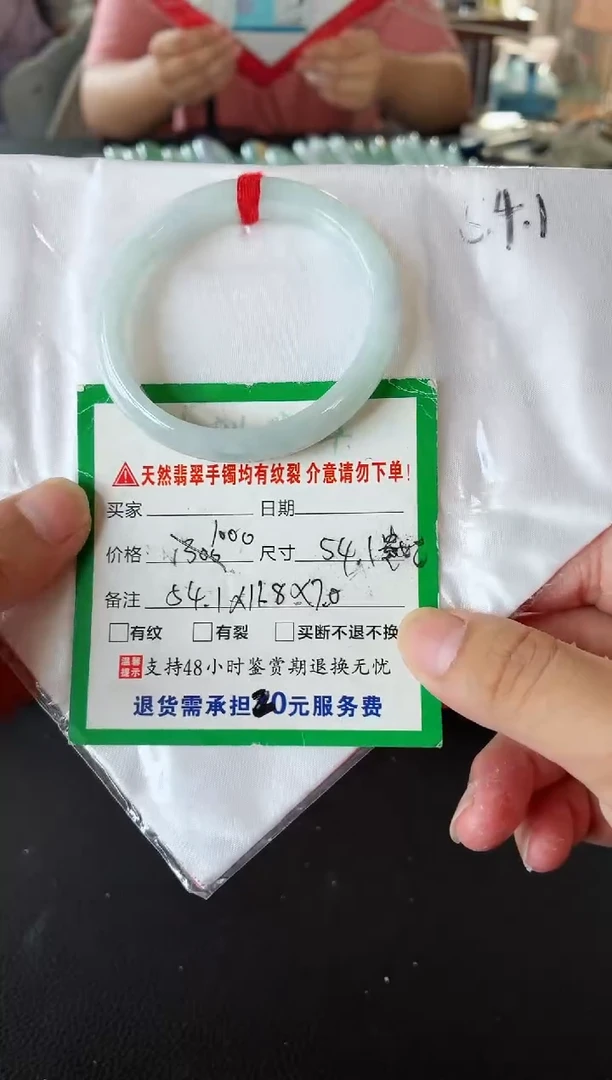 54.1
天然翡翠手镯均有纹裂 介意请勿下单！
买家 日期
价格 1000 尺寸 54.1
备注 54.1X11.8X7.0
□有纹 □有裂 □买断不退不换
温馨提示 支持48小时鉴赏期退换无忧
退货需承担30元服务费